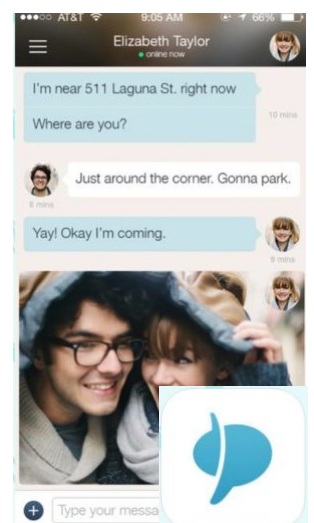 AT&T 9:05 AM 66%
Elizabeth Taylor
online now
I'm near 511 Laguna St. right now
Where are you?
10 mins
Just around the corner. Gonna park.
8 mins
Yay! Okay I'm coming.
9 mins
Type your messa